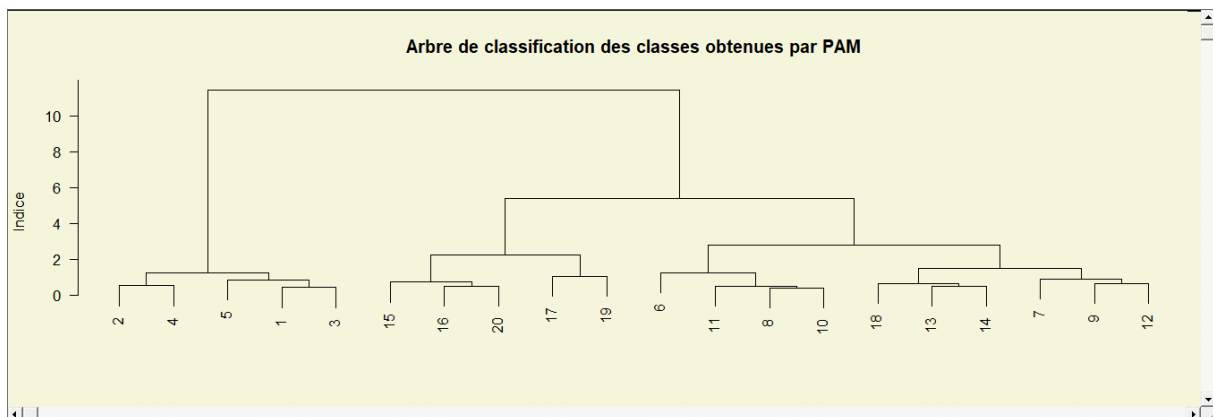 Arbre de classification des classes obtenues par PAM
Indice
10
8
6
4
2
0
2 4 5 1 3 15 16 20 17 19 6 11 8 10 18 13 14 7 9 12